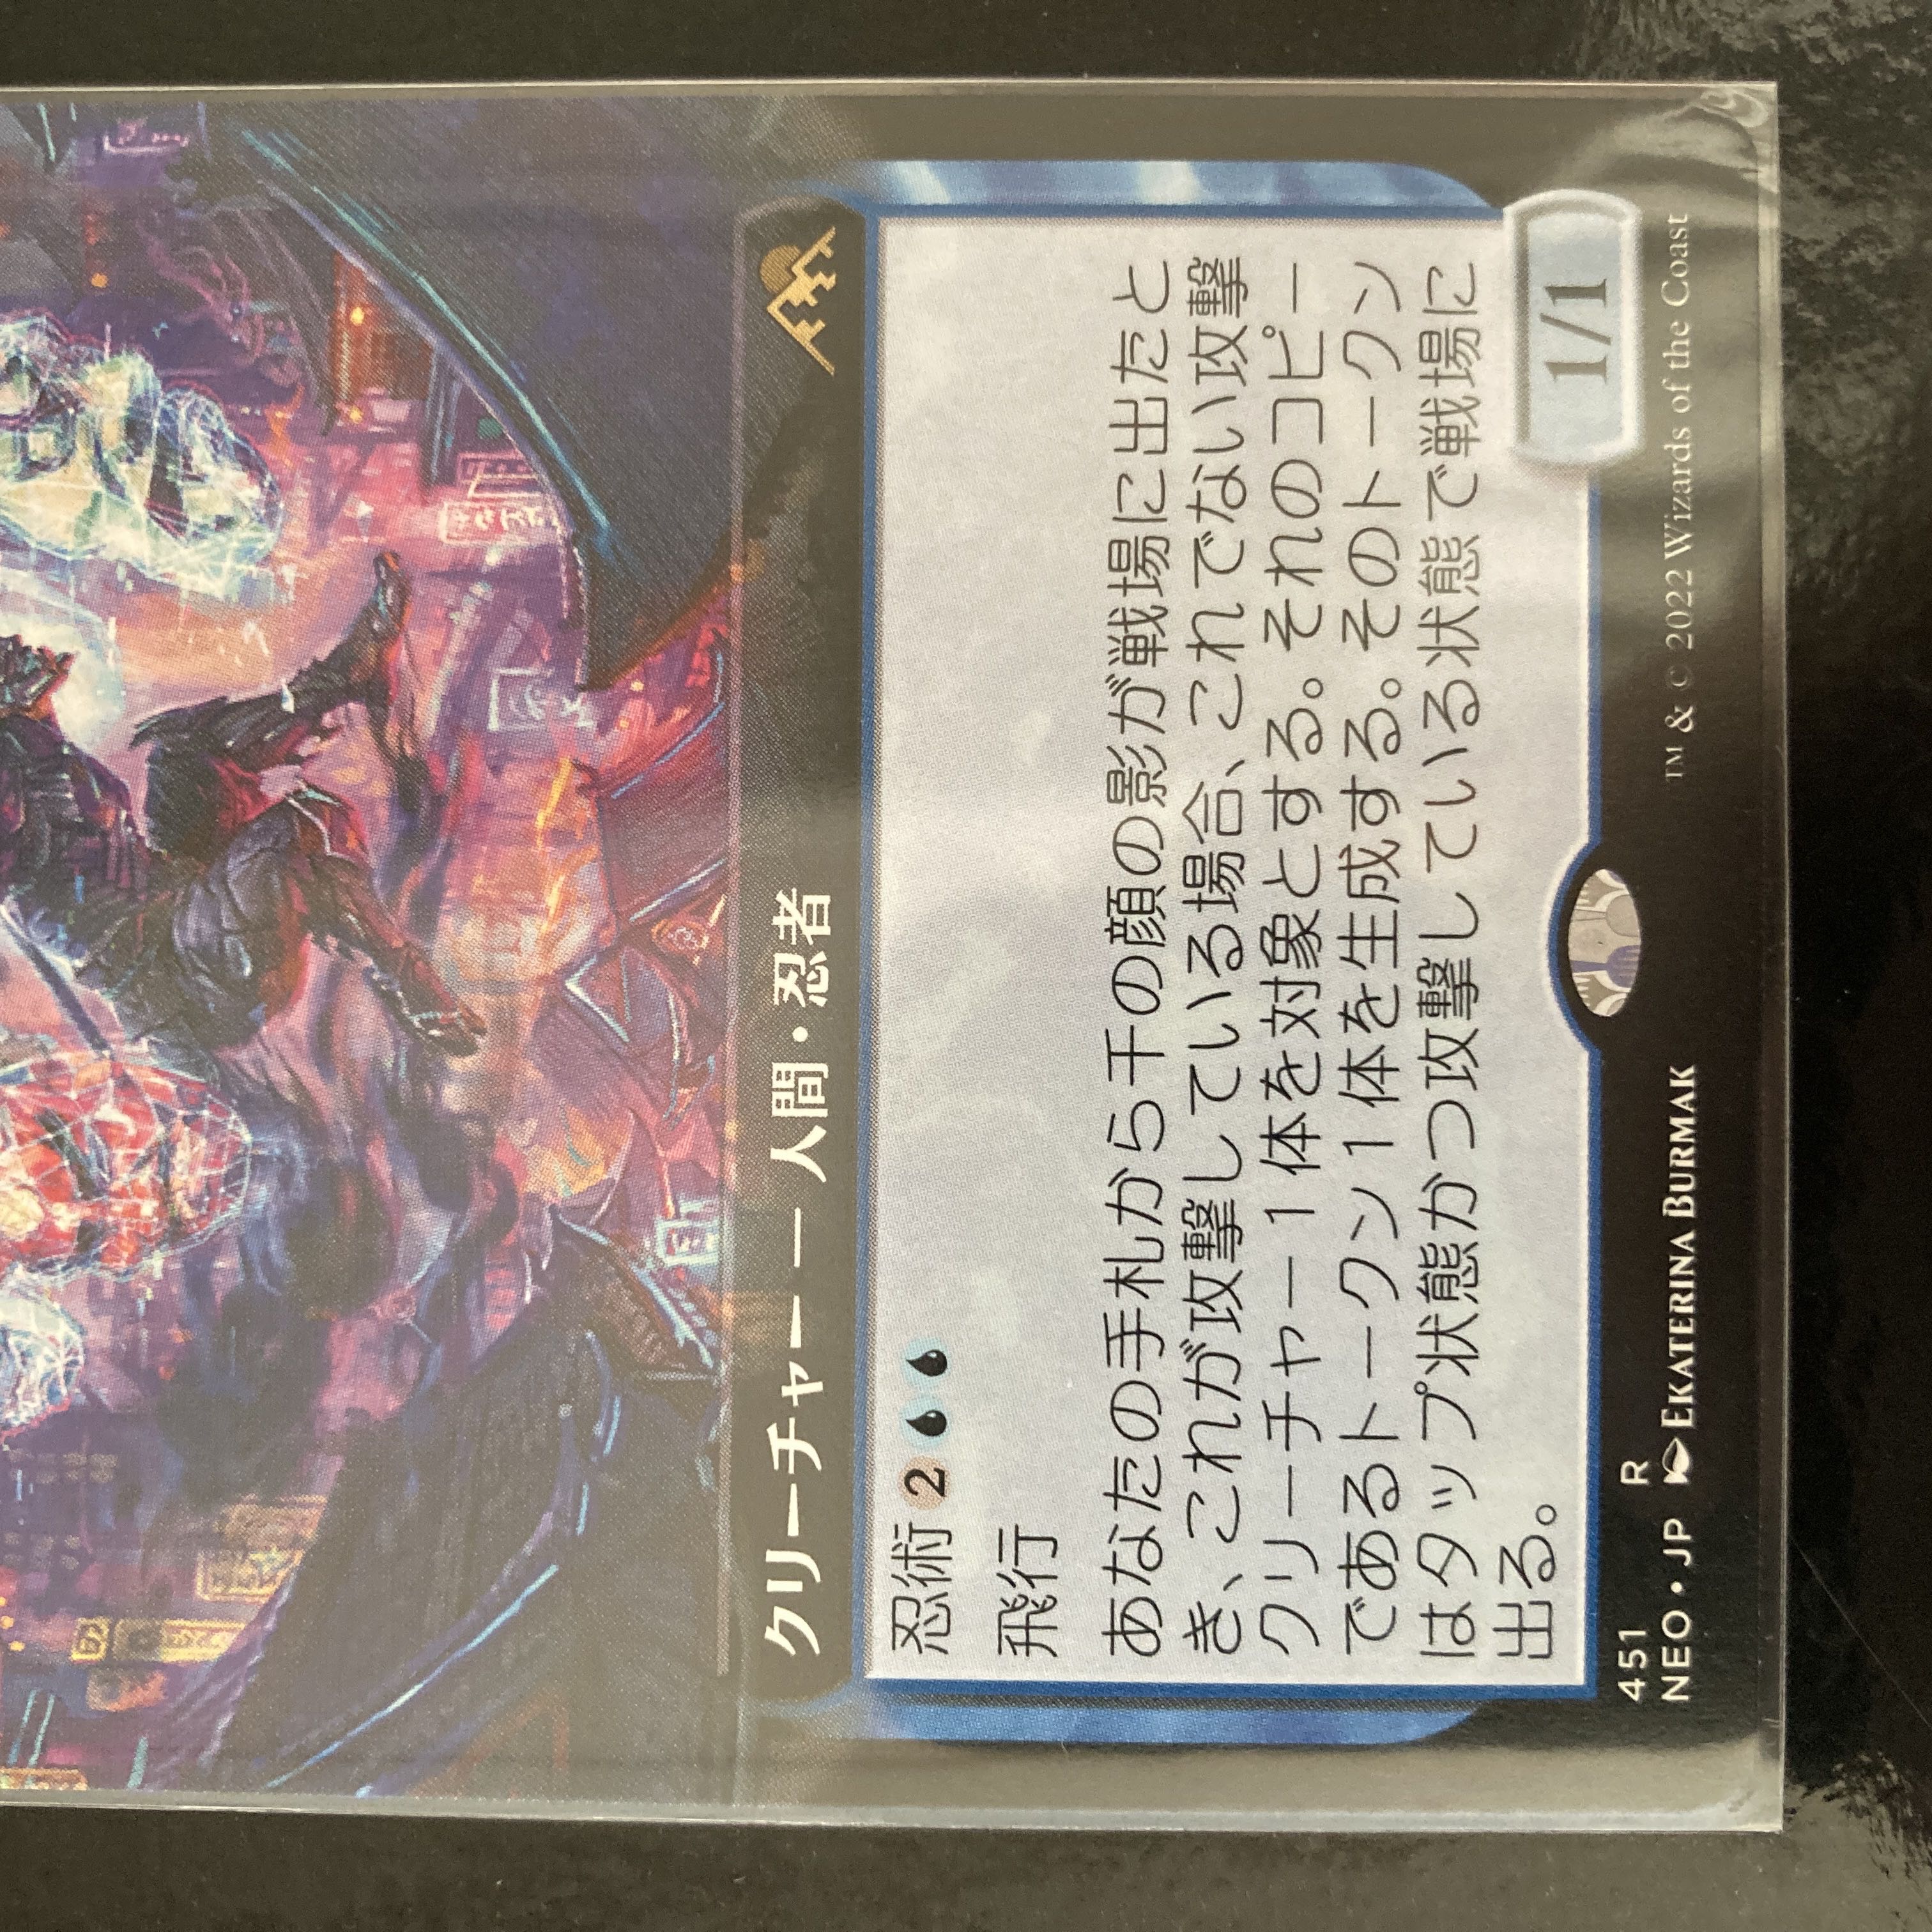 クリーチャー ― 人間・忍者
忍術 2
飛行
あなたの手札から千の顔の影が戦場に出たと
き、これが攻撃している場合、これでない攻撃
クリーチャー１体を対象とする。それのコピー
であるトークン１体を生成する。そのトークン
はタップ状態かつ攻撃している状態で戦場に
出る。
1/1
451 R
NEO • JP EKATERINA BURMAK
™ & © 2022 Wizards of the Coast